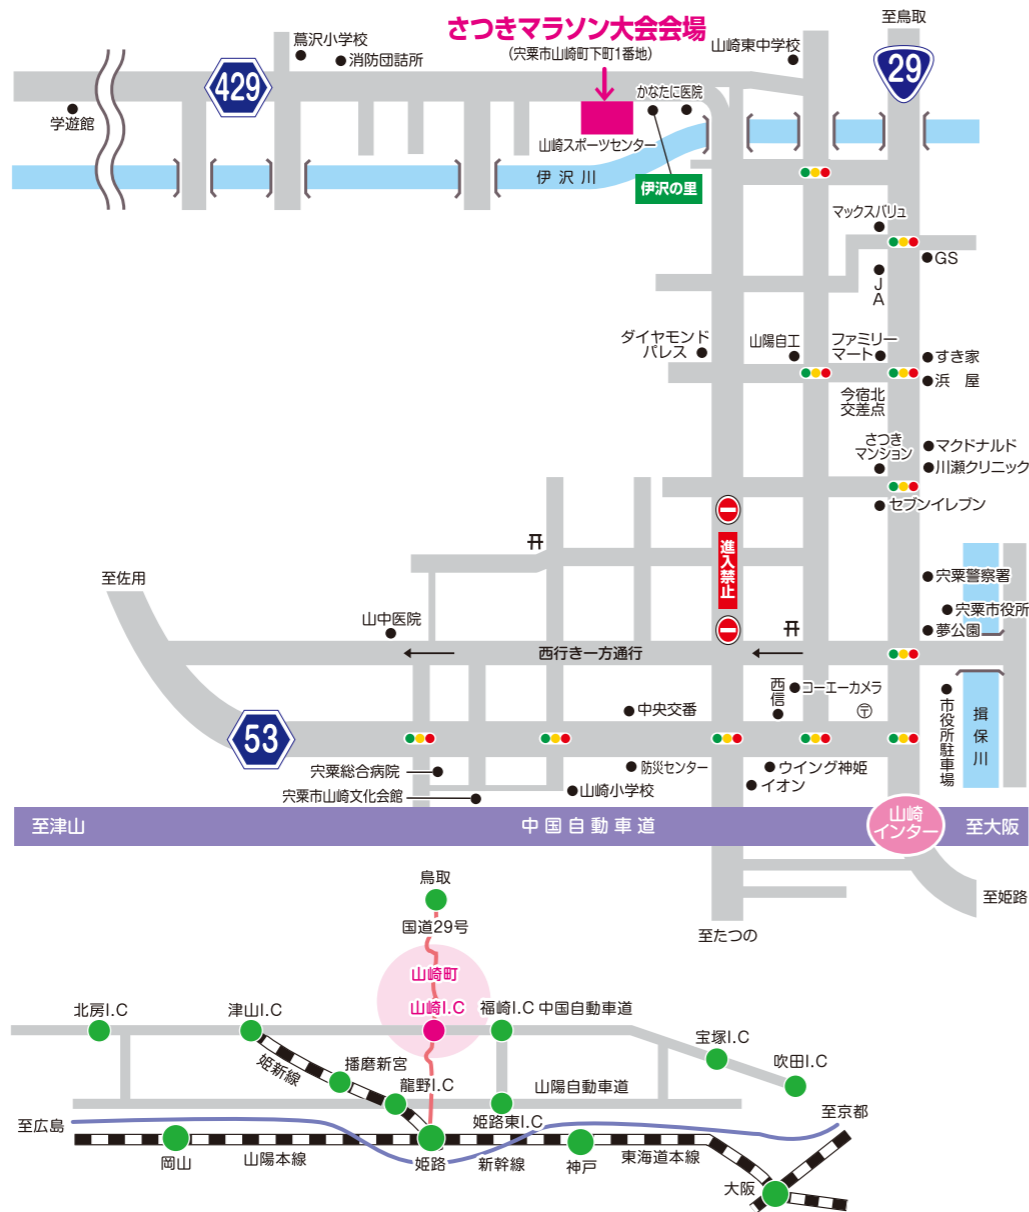 さつきマラソン大会会場
(宍粟市山崎町下町1番地)
至鳥取
蔦沢小学校
消防団詰所
山崎東中学校
429
29
学遊館
かなたに医院
山崎スポーツセンター
伊沢川
伊沢の里
マックスバリュ
GS
JA
ダイヤモンド
パレス
山陽自工
ファミリー
マート
すき家
浜屋
今宿北
交差点
さつき
マンション
マクドナルド
川瀬クリニック
セブンイレブン
進入禁止
至佐用
宍粟警察署
宍粟市役所
夢公園
山中医院
西行き一方通行
西信
コーエーカメラ
〒
中央交番
市役所駐車場
揖保川
53
宍粟総合病院
防災センター
ウイング神姫
イオン
宍粟市山崎文化会館
山崎小学校
至津山
中国自動車道
山崎
インター
至大阪
至姫路
至たつの
鳥取
国道29号
山崎町
北房I.C
津山I.C
山崎I.C
福崎I.C
中国自動車道
宝塚I.C
吹田I.C
姫新線
播磨新宮
龍野I.C
山陽自動車道
姫路東I.C
至広島
至京都
岡山
山陽本線
姫路
新幹線
神戸
東海道本線
大阪